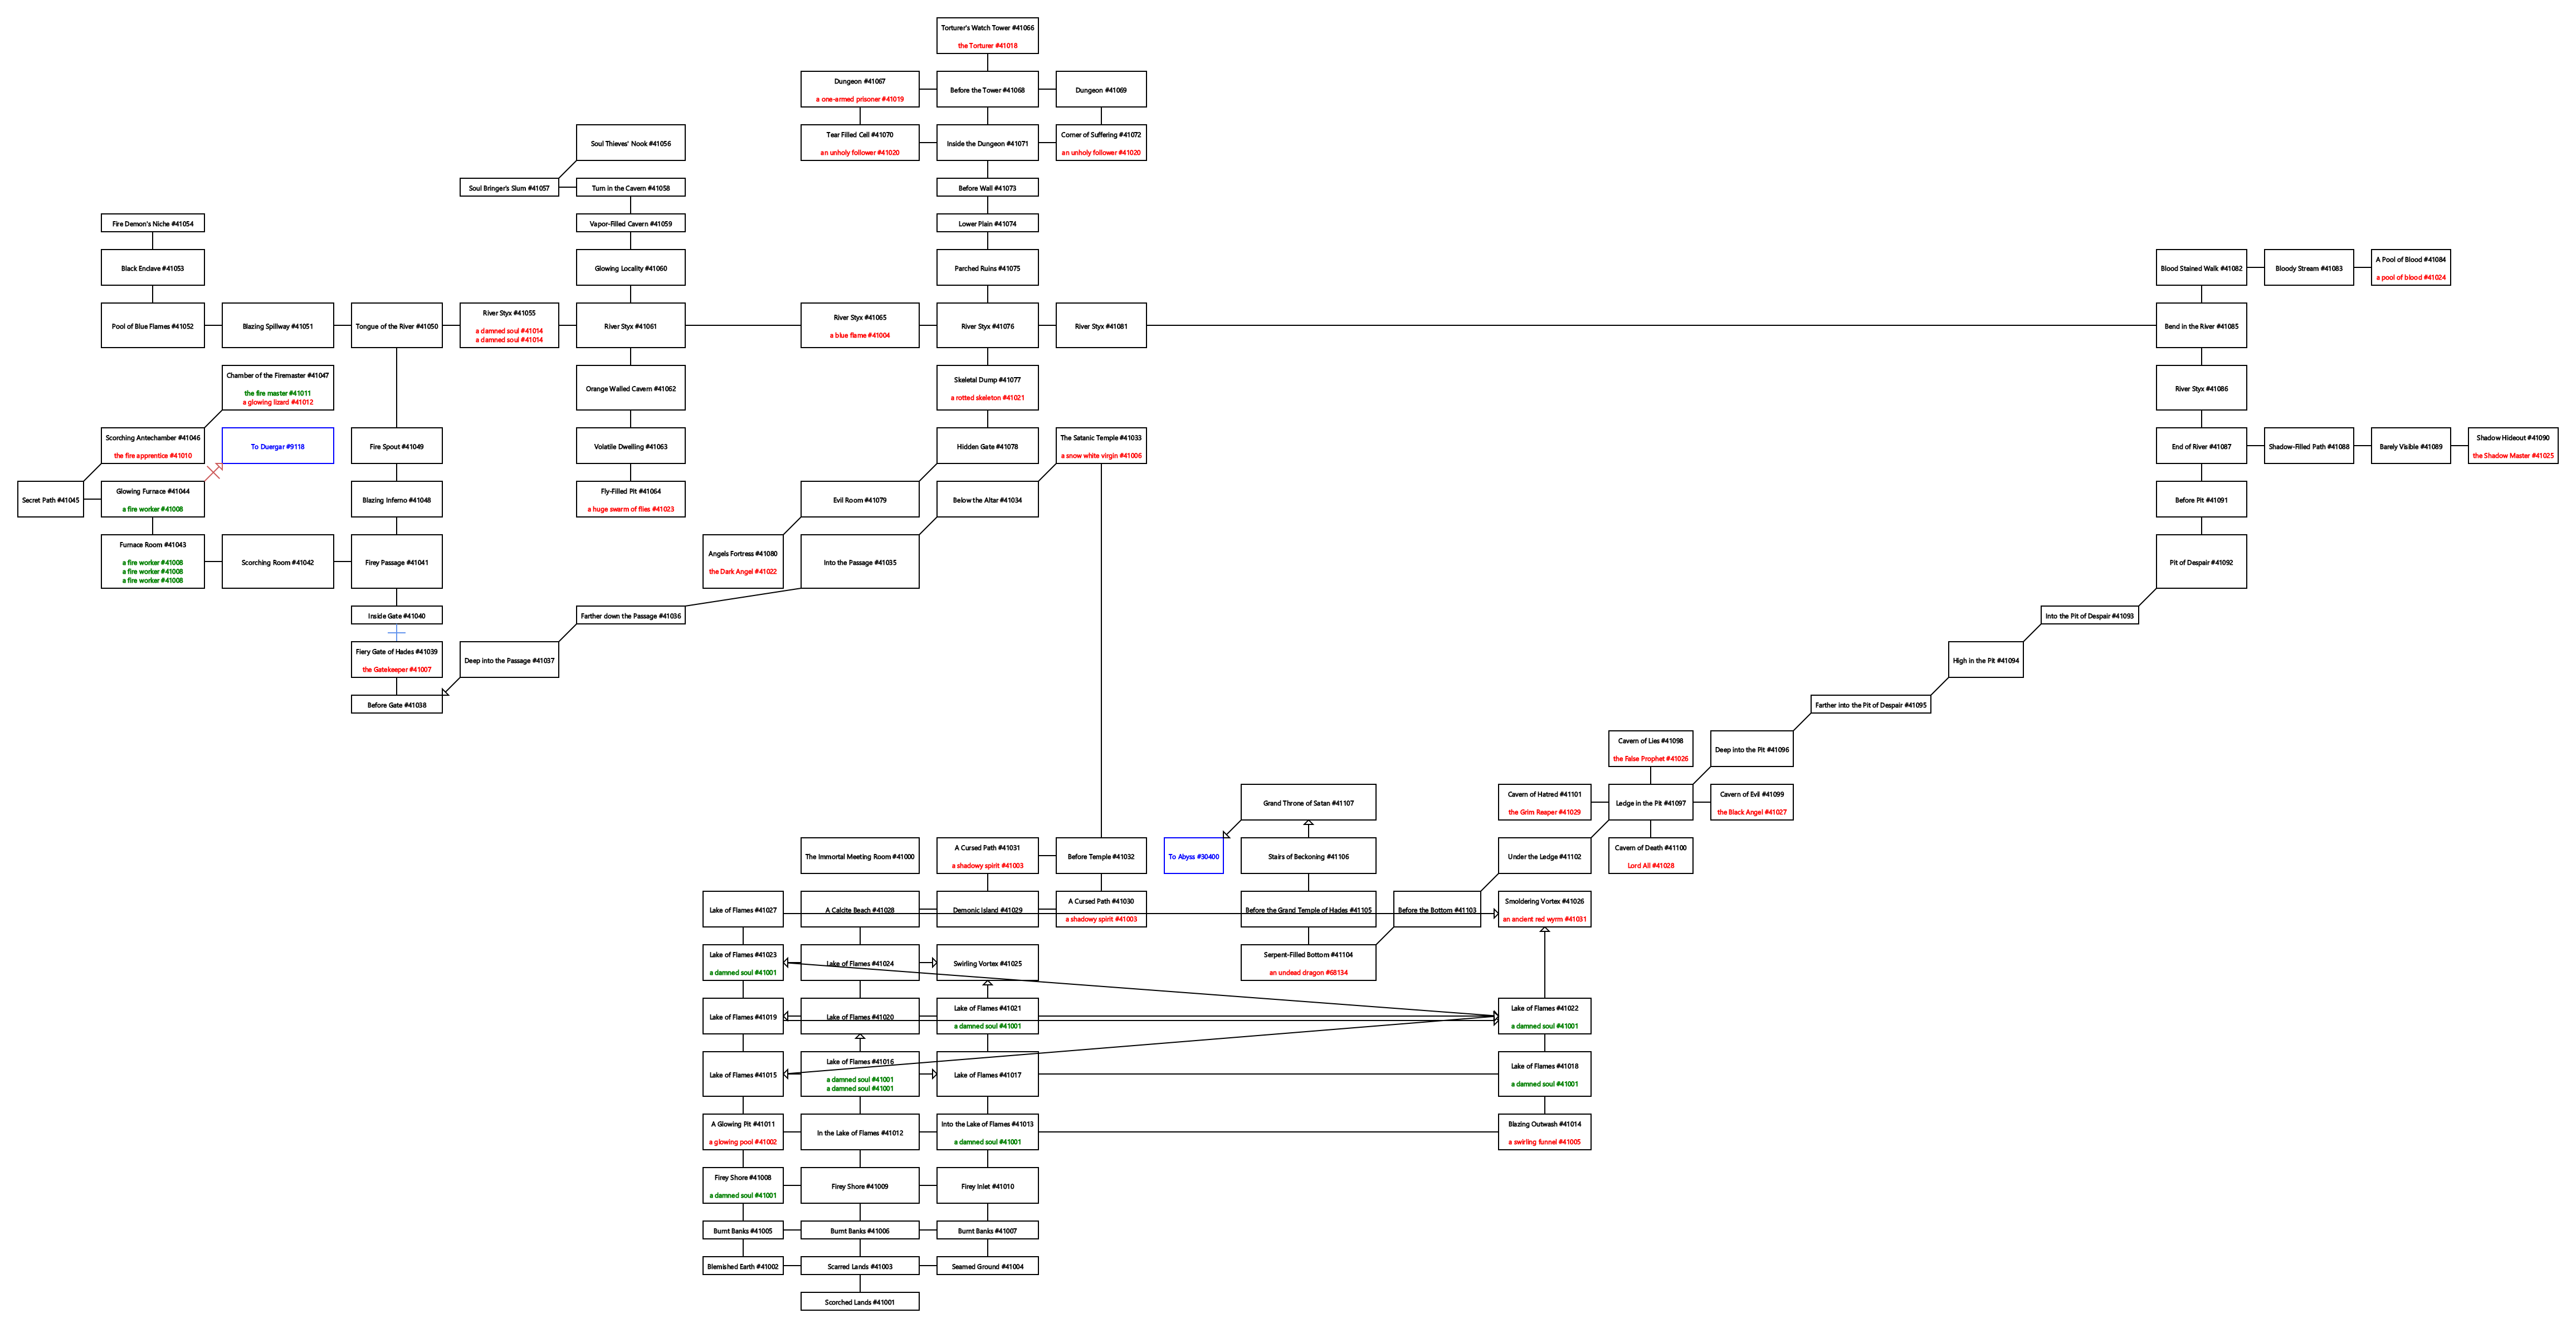 Torturer's Watch Tower #41066
the Torturer #41018
Dungeon #41067
a one-armed prisoner #41019
Before the Tower #41068
Dungeon #41069
Tear Filled Cell #41070
an unholy follower #41020
Inside the Dungeon #41071
Corner of Suffering #41072
an unholy follower #41020
Soul Thieves' Nook #41056
Soul Bringer's Slum #41057
Turn in the Cavern #41058
Before Wall #41073
Fire Demon's Niche #41054
Vapor-Filled Cavern #41059
Lower Plain #41074
Black Enclave #41053
Glowing Locality #41060
Parched Ruins #41075
Blood Stained Walk #41082
Bloody Stream #41083
A Pool of Blood #41084
a pool of blood #41024
Pool of Blue Flames #41052
Blazing Spillway #41051
Tongue of the River #41050
River Styx #41055
a damned soul #41014
a damned soul #41014
River Styx #41061
River Styx #41065
a blue flame #41004
River Styx #41076
River Styx #41081
Bend in the River #41085
Chamber of the Firemaster #41047
the fire master #41011
a glowing lizard #41012
Orange Walled Cavern #41062
Skeletal Dump #41077
a rotted skeleton #41021
River Styx #41086
Scorching Antechamber #41046
the fire apprentice #41010
To Duergar #9118
Fire Spout #41049
Volatile Dwelling #41063
Hidden Gate #41078
The Satanic Temple #41033
a snow white virgin #41006
End of River #41087
Shadow-Filled Path #41088
Barely Visible #41089
Shadow Hideout #41090
the Shadow Master #41025
Secret Path #41045
Glowing Furnace #41044
a fire worker #41008
Blazing Inferno #41048
Fly-Filled Pit #41064
a huge swarm of flies #41023
Evil Room #41079
Below the Altar #41034
Before Pit #41091
Furnace Room #41043
a fire worker #41008
a fire worker #41008
a fire worker #41008
Scorching Room #41042
Firey Passage #41041
Angels Fortress #41080
the Dark Angel #41022
Into the Passage #41035
Pit of Despair #41092
Inside Gate #41040
Farther down the Passage #41036
Into the Pit of Despair #41093
Fiery Gate of Hades #41039
the Gatekeeper #41007
Deep into the Passage #41037
High in the Pit #41094
Before Gate #41038
Farther into the Pit of Despair #41095
Cavern of Lies #41098
the False Prophet #41026
Deep into the Pit #41096
Grand Throne of Satan #41107
Cavern of Hatred #41101
the Grim Reaper #41029
Ledge in the Pit #41097
Cavern of Evil #41099
the Black Angel #41027
The Immortal Meeting Room #41000
A Cursed Path #41031
a shadowy spirit #41003
Before Temple #41032
To Abyss #30400
Stairs of Beckoning #41106
Under the Ledge #41102
Cavern of Death #41100
Lord All #41028
Lake of Flames #41027
A Calcite Beach #41028
Demonic Island #41029
A Cursed Path #41030
a shadowy spirit #41003
Before the Grand Temple of Hades #41105
Before the Bottom #41103
Smoldering Vortex #41026
an ancient red wyrm #41031
Lake of Flames #41023
a damned soul #41001
Lake of Flames #41024
Swirling Vortex #41025
Serpent-Filled Bottom #41104
an undead dragon #68134
Lake of Flames #41019
Lake of Flames #41020
Lake of Flames #41021
a damned soul #41001
Lake of Flames #41022
a damned soul #41001
Lake of Flames #41015
Lake of Flames #41016
a damned soul #41001
a damned soul #41001
Lake of Flames #41017
Lake of Flames #41018
a damned soul #41001
A Glowing Pit #41011
a glowing pool #41002
In the Lake of Flames #41012
Into the Lake of Flames #41013
a damned soul #41001
Blazing Outwash #41014
a swirling funnel #41005
Firey Shore #41008
a damned soul #41001
Firey Shore #41009
Firey Inlet #41010
Burnt Banks #41005
Burnt Banks #41006
Burnt Banks #41007
Blemished Earth #41002
Scarred Lands #41003
Seamed Ground #41004
Scorched Lands #41001